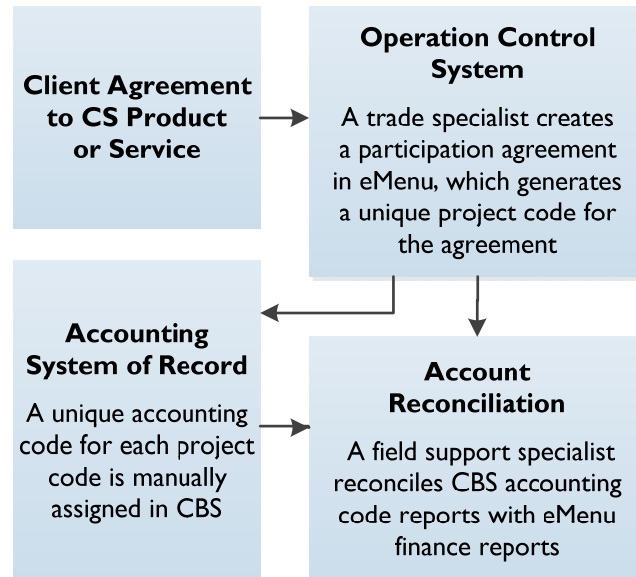 Client Agreement
to CS Product
or Service
Operation Control
System
A trade specialist creates
a participation agreement
in eMenu, which generates
a unique project code for
the agreement
Accounting
System of Record
A unique accounting
code for each project
code is manually
assigned in CBS
Account
Reconciliation
A field support specialist
reconciles CBS accounting
code reports with eMenu
finance reports